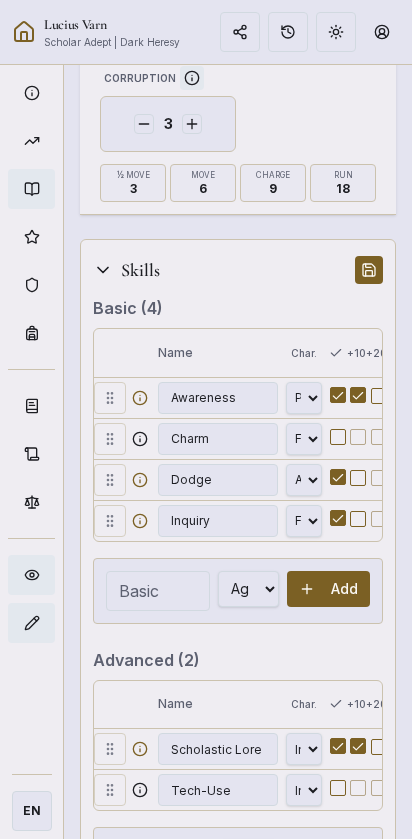 Lucius Varn
Scholar Adept | Dark Heresy
CORRUPTION
3
½ MOVE MOVE CHARGE RUN
3 6 9 18
Skills
Basic (4)
Name Char. +10 +20
Awareness P
Charm F
Dodge A
Inquiry F
Basic Ag Add
Advanced (2)
Name Char. +10 +20
Scholastic Lore Ir
Tech-Use Ir
EN